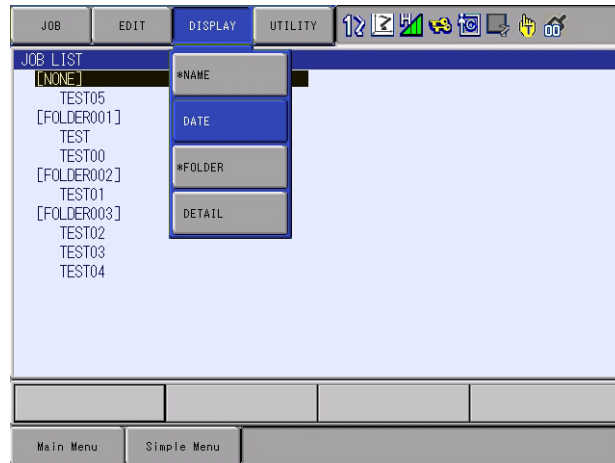 JOB EDIT DISPLAY UTILITY
JOB LIST
[NONE]
TEST05
[FOLDER001]
TEST
TEST00
[FOLDER002]
TEST01
[FOLDER003]
TEST02
TEST03
TEST04
*NAME
DATE
*FOLDER
DETAIL
Main Menu Simple Menu